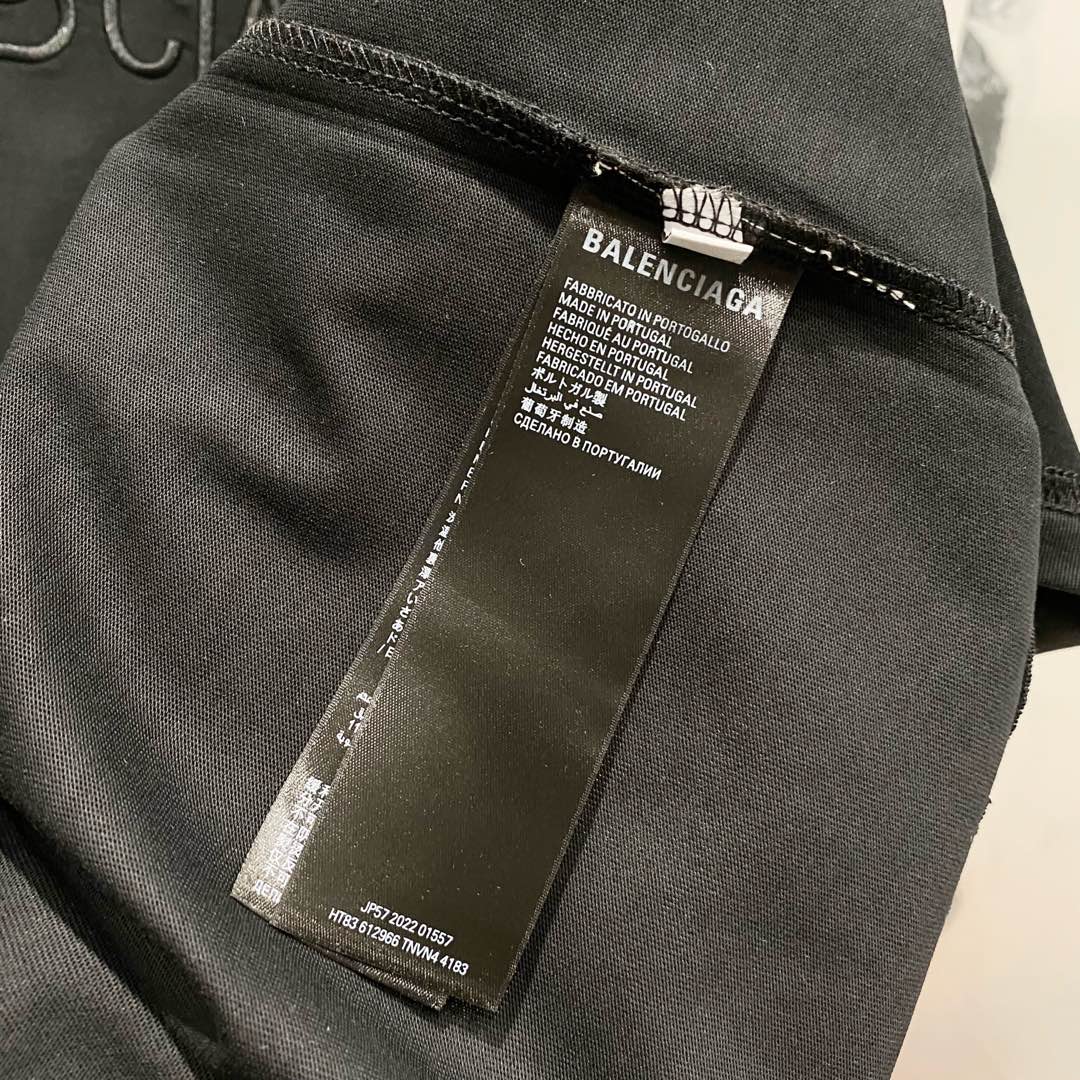 BALENCIAGA
FABBRICATO IN PORTOGALLO
MADE IN PORTUGAL
FABRIQUÉ AU PORTUGAL
HECHO EN PORTUGAL
HERGESTELLT IN PORTUGAL
FABRICADO EM PORTUGAL
ポルトガル製
صنع في البرتغال
葡萄牙制造
СДЕЛАНО В ПОРТУГАЛИИ
JP57 2022 01557
HT83 612966 TNVN4 4183